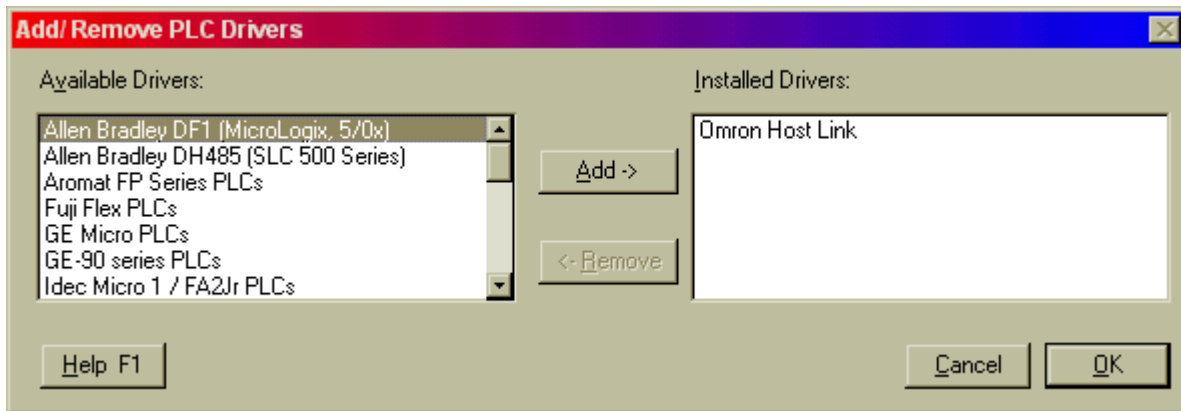 Add/Remove PLC Drivers
Available Drivers:
Allen Bradley DF1 (MicroLogix, 5/0x)
Allen Bradley DH485 (SLC 500 Series)
Aromat FP Series PLCs
Fuji Flex PLCs
GE Micro PLCs
GE-90 series PLCs
Idec Micro 1 / FA2Jr PLCs
Add ->
<- Remove
Installed Drivers:
Omron Host Link
Help F1
Cancel
OK